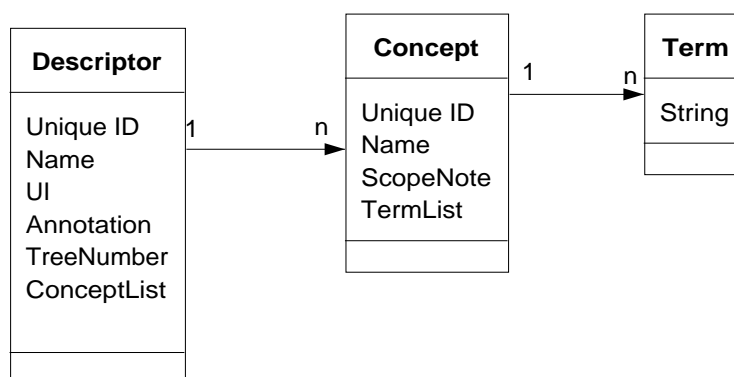 Descriptor
Unique ID
Name
UI
Annotation
TreeNumber
ConceptList
1
n
Concept
Unique ID
Name
ScopeNote
TermList
1
n
Term
String